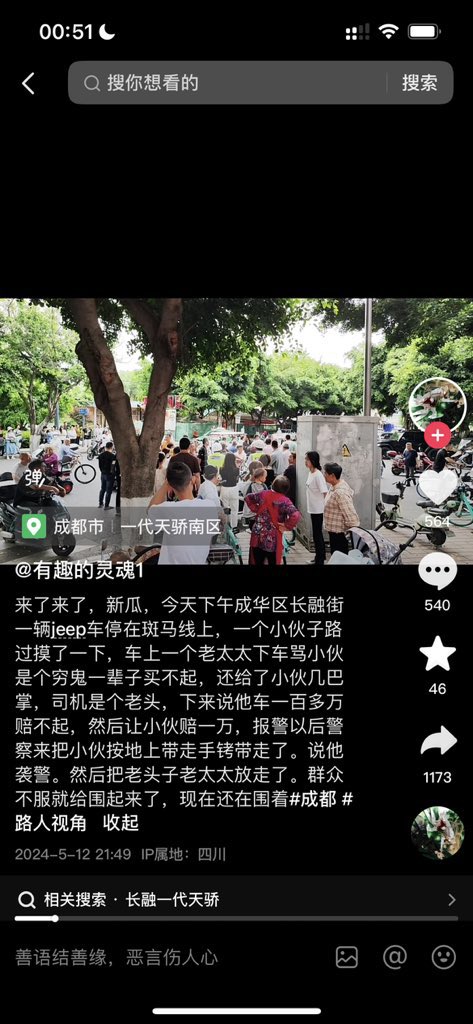 00:51
搜你想看的
搜索
弹
成都市 一代天骄南区
@有趣的灵魂1
来了来了，新瓜，今天下午成华区长融街
一辆jeep车停在斑马线上，一个小伙子路
过摸了一下，车上一个老太太下车骂小伙
是个穷鬼一辈子买不起，还给了小伙几巴
掌，司机是个老头，下来说他车一百多万
赔不起，然后让小伙赔一万，报警以后警
察来把小伙按地上带走手铐带走了。说他
袭警。然后把老头子老太太放走了。群众
不服就给围起来了，现在还在围着#成都 #
路人视角 收起
2024-5-12 21:49 IP属地：四川
564
540
46
1173
相关搜索 · 长融一代天骄
善语结善缘，恶言伤人心